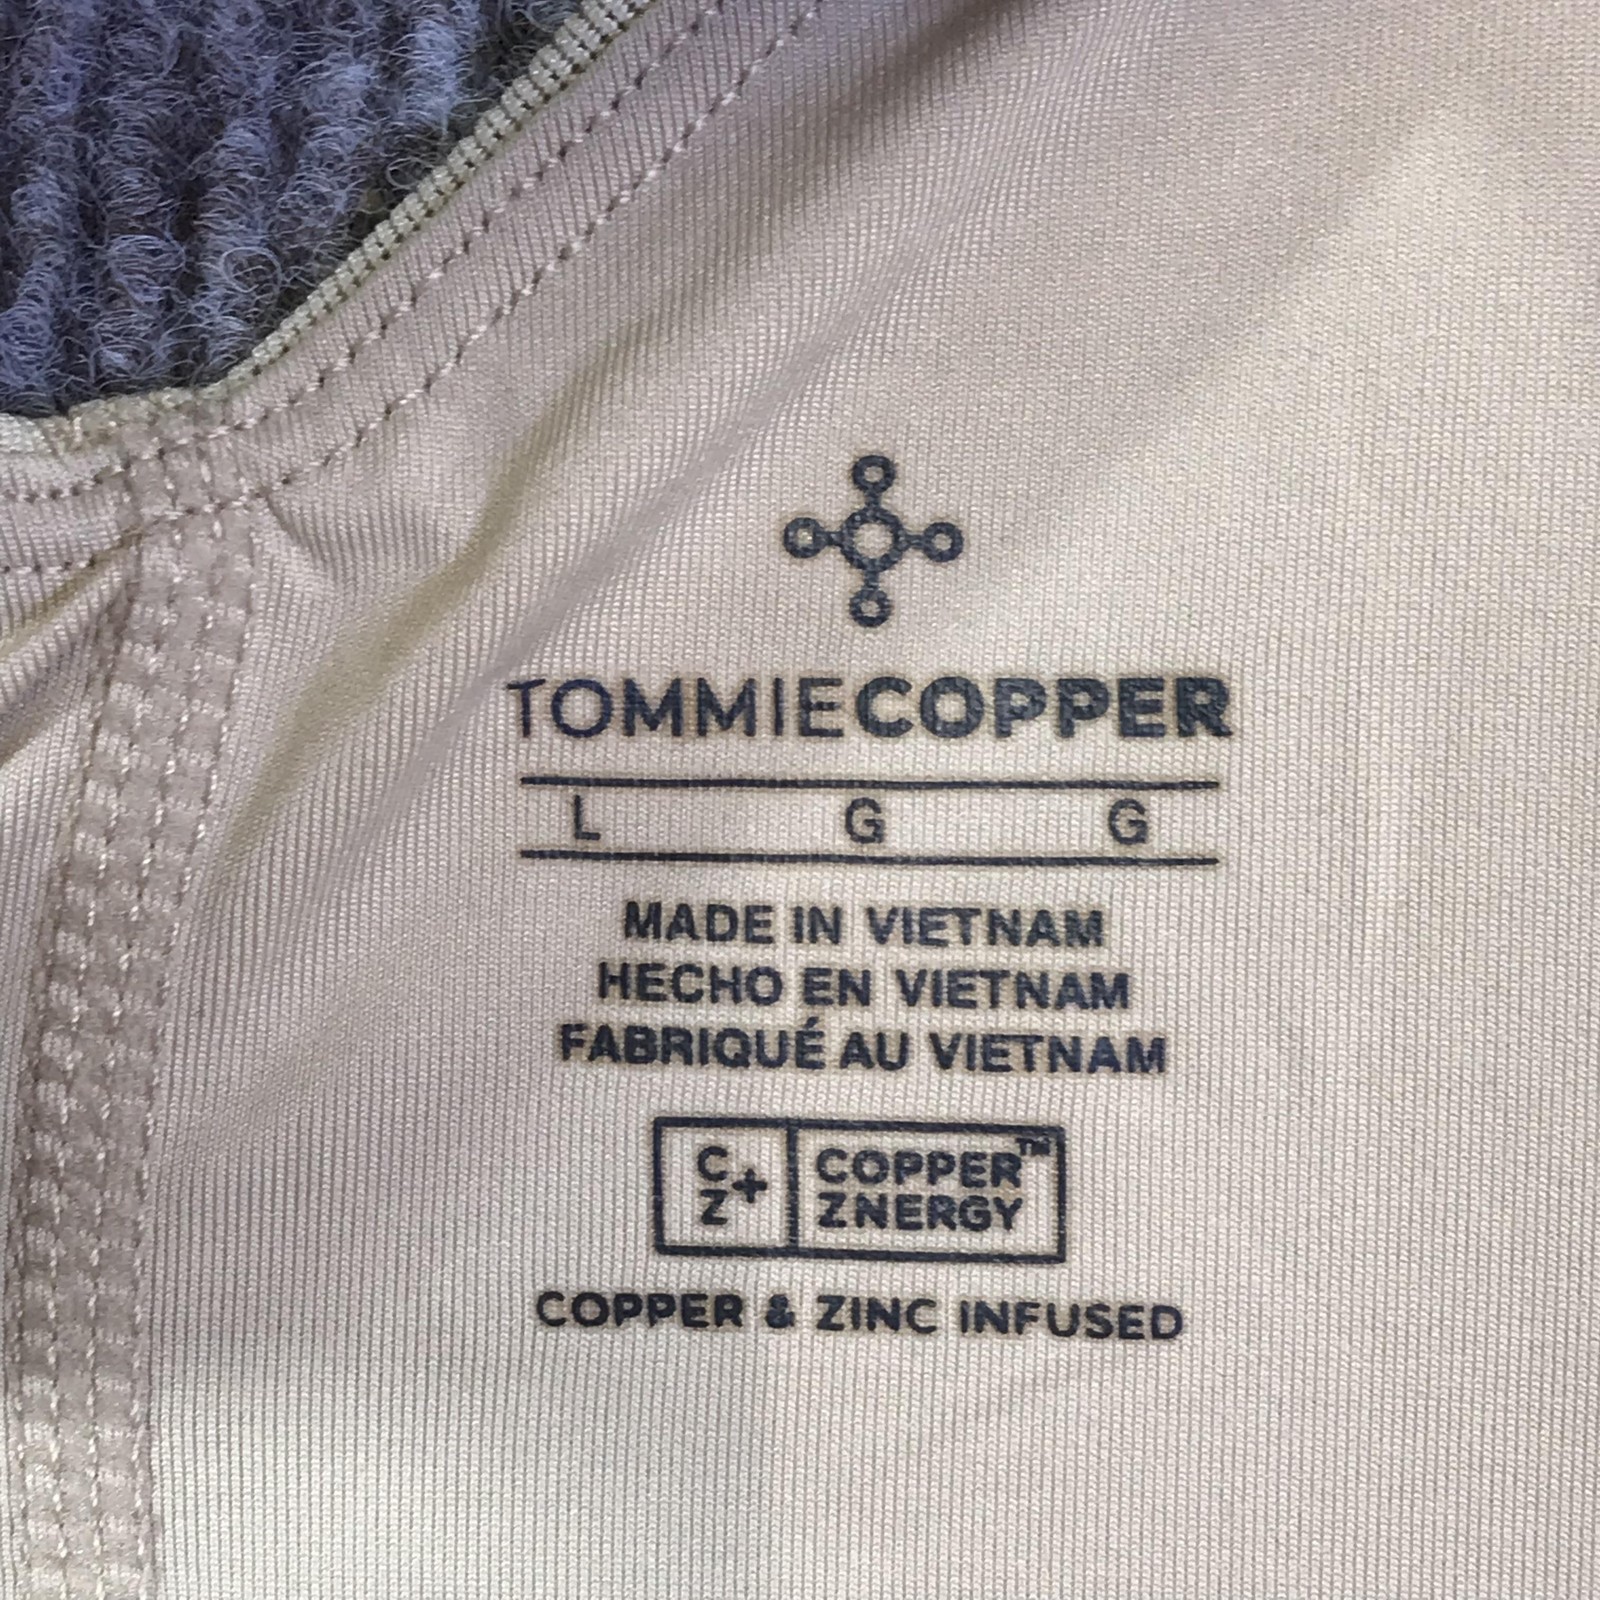 TOMMIECOPPER
L G G
MADE IN VIETNAM
HECHO EN VIETNAM
FABRIQUÉ AU VIETNAM
C
Z+
COPPER™
ZNERGY
COPPER & ZINC INFUSED